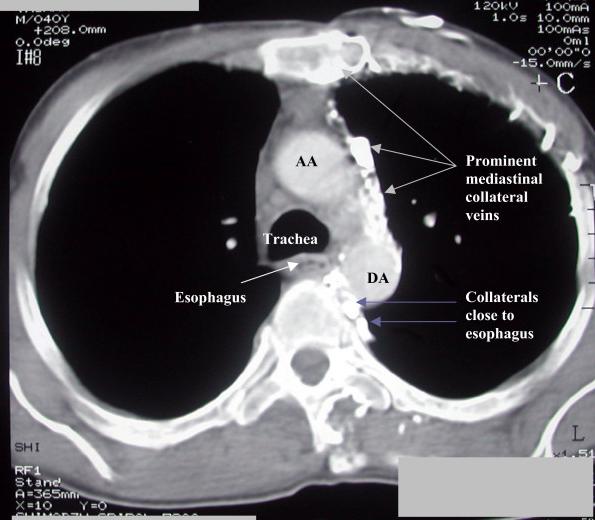 M/040Y
+208.0mm
0.0deg
I#8
120kV 100mA
1.0s 10.0mm
100mAs
0ml
00'00"0
-15.0mm/s
C
AA
Prominent
mediastinal
collateral
veins
Trachea
DA
Esophagus
Collaterals
close to
esophagus
SHI
L
RF1
Stand
A=365mm
X=10 Y=0